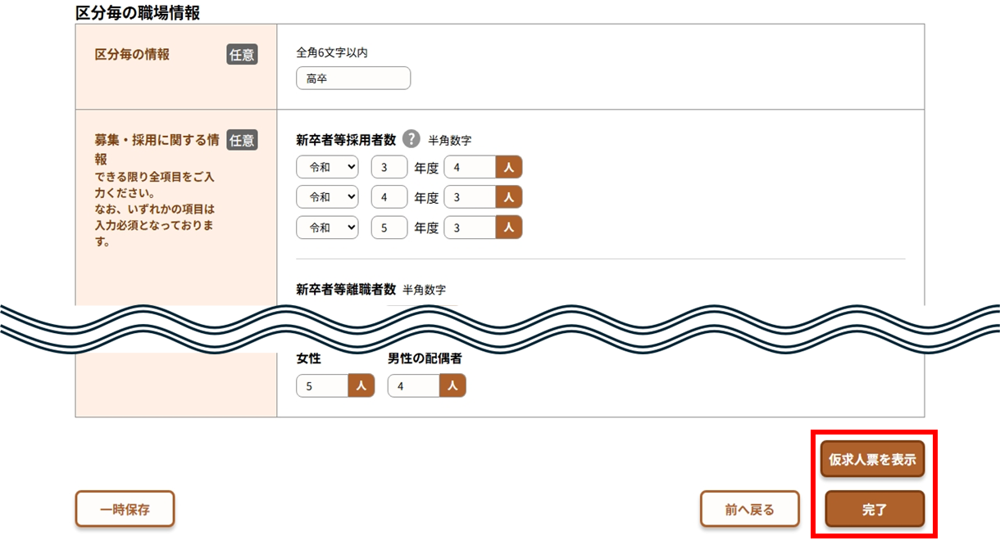 区分毎の職場情報
区分毎の情報 任意
全角6文字以内
高卒
募集・採用に関する情 任意
報
できる限り全項目をご入
力ください。
なお、いずれかの項目は
入力必須となっておりま
す。
新卒者等採用者数 ? 半角数字
令和 3 年度 4 人
令和 4 年度 3 人
令和 5 年度 3 人
新卒者等離職者数 半角数字
女性 男性の配偶者
5 人 4 人
仮求人票を表示
一時保存 前へ戻る 完了